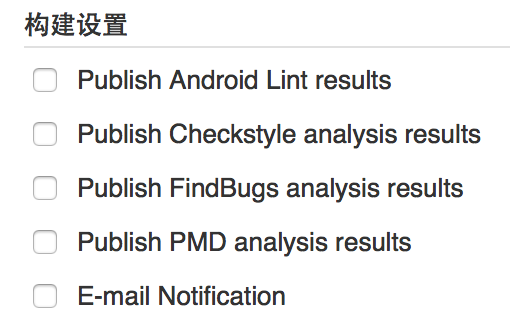 构建设置
Publish Android Lint results
Publish Checkstyle analysis results
Publish FindBugs analysis results
Publish PMD analysis results
E-mail Notification